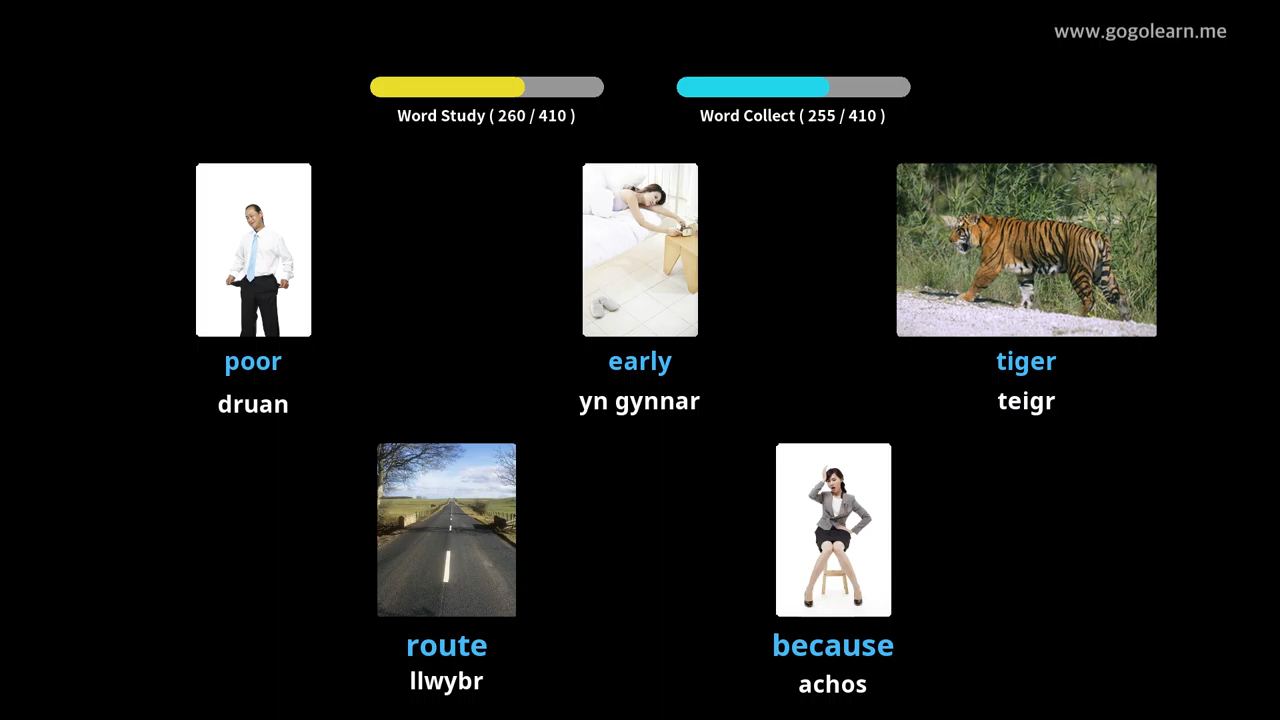 www.gogolearn.me
Word Study ( 260 / 410 )
Word Collect ( 255 / 410 )
poor
druan
early
yn gynnar
tiger
teigr
route
llwybr
because
achos